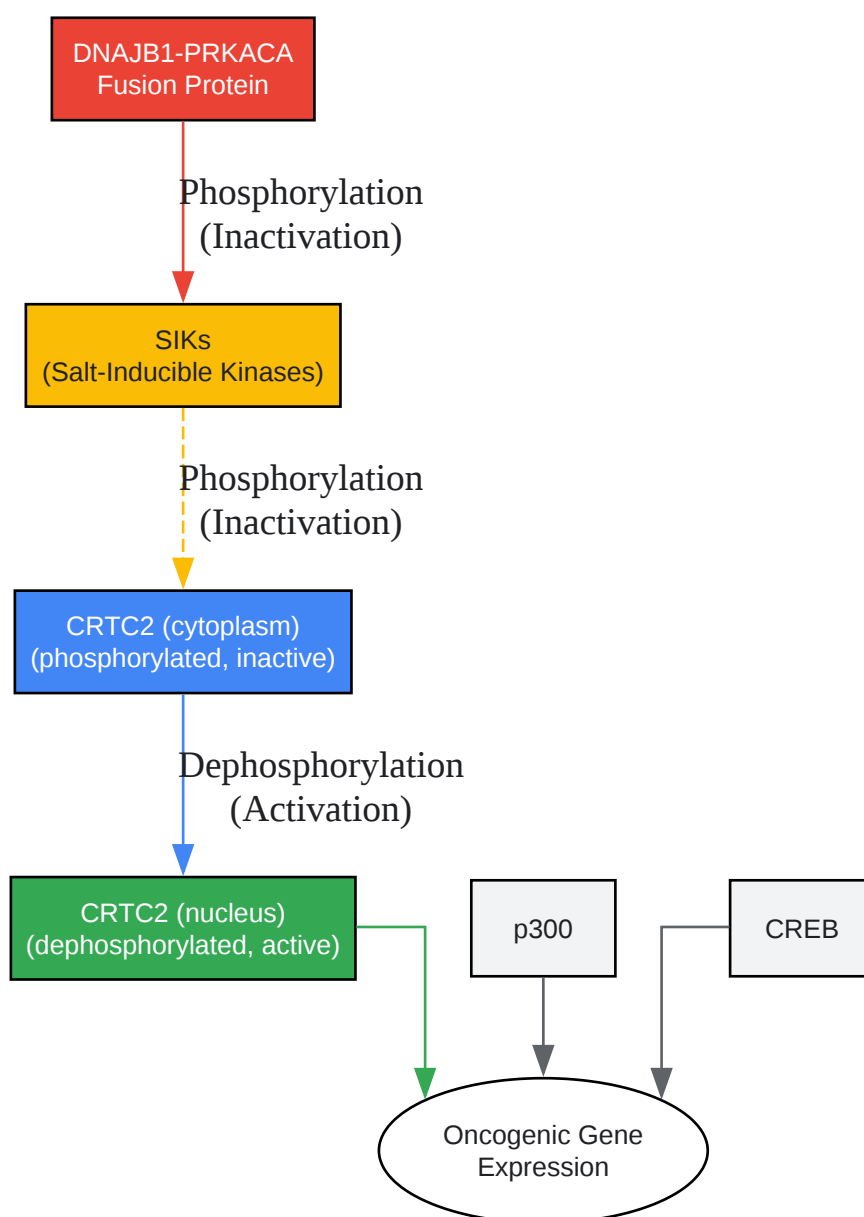 DNAJB1-PRKACA
Fusion Protein
Phosphorylation
(Inactivation)
SIKs
(Salt-Inducible Kinases)
Phosphorylation
(Inactivation)
CRTC2 (cytoplasm)
(phosphorylated, inactive)
Dephosphorylation
(Activation)
CRTC2 (nucleus)
(dephosphorylated, active)
p300
CREB
Oncogenic Gene
Expression